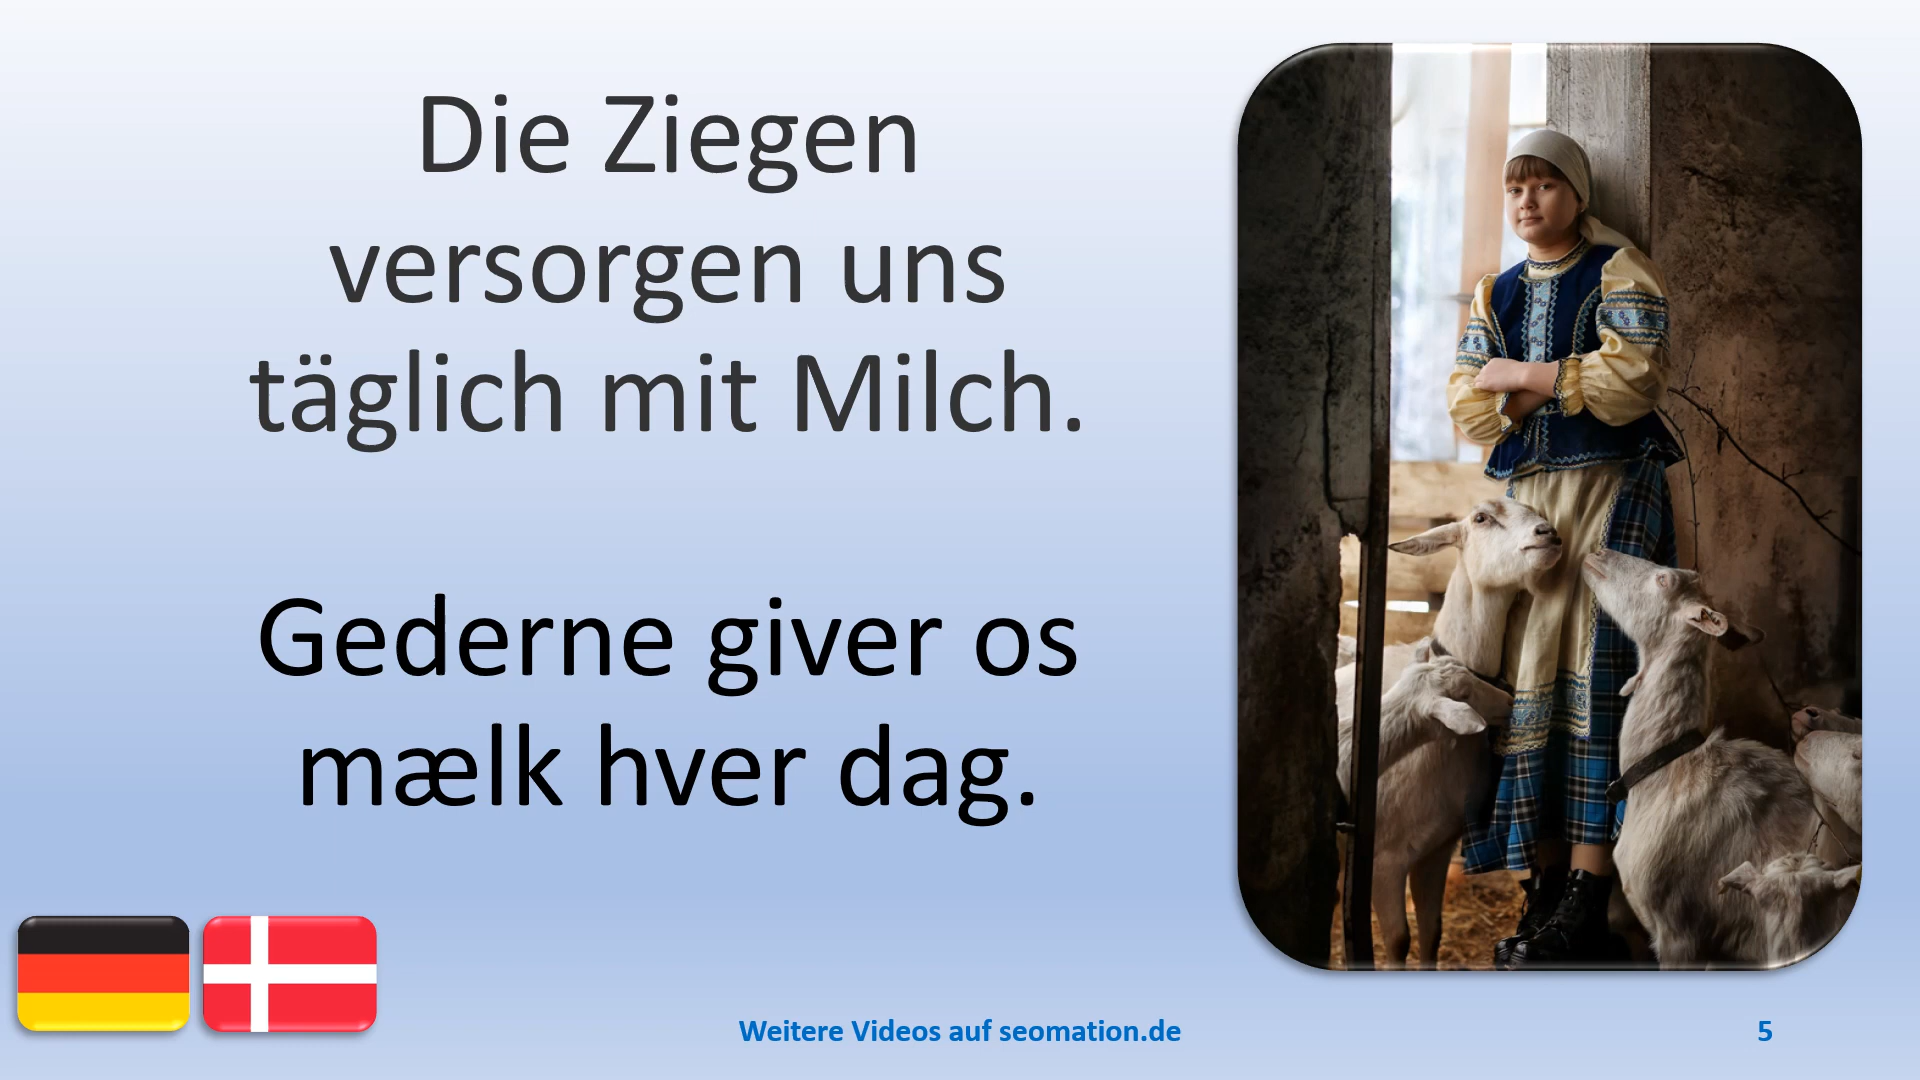 Die Ziegen
versorgen uns
täglich mit Milch.
Gederne giver os
mælk hver dag.
Weitere Videos auf seomation.de
5